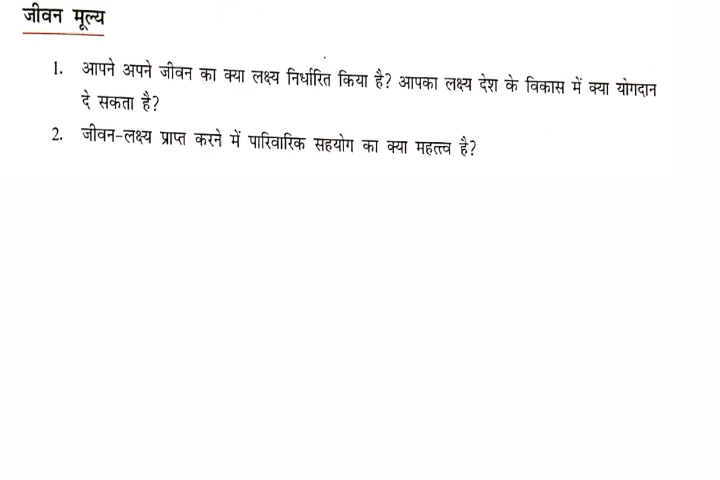 जीवन मूल्य
1. आपने अपने जीवन का क्या लक्ष्य निर्धारित किया है? आपका लक्ष्य देश के विकास में क्या योगदान
दे सकता है?
2. जीवन-लक्ष्य प्राप्त करने में पारिवारिक सहयोग का क्या महत्त्व है?